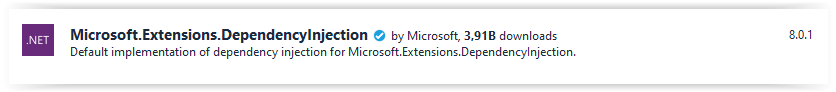 .NET
Microsoft.Extensions.DependencyInjection by Microsoft, 3,91B downloads 8.0.1
Default implementation of dependency injection for Microsoft.Extensions.DependencyInjection.